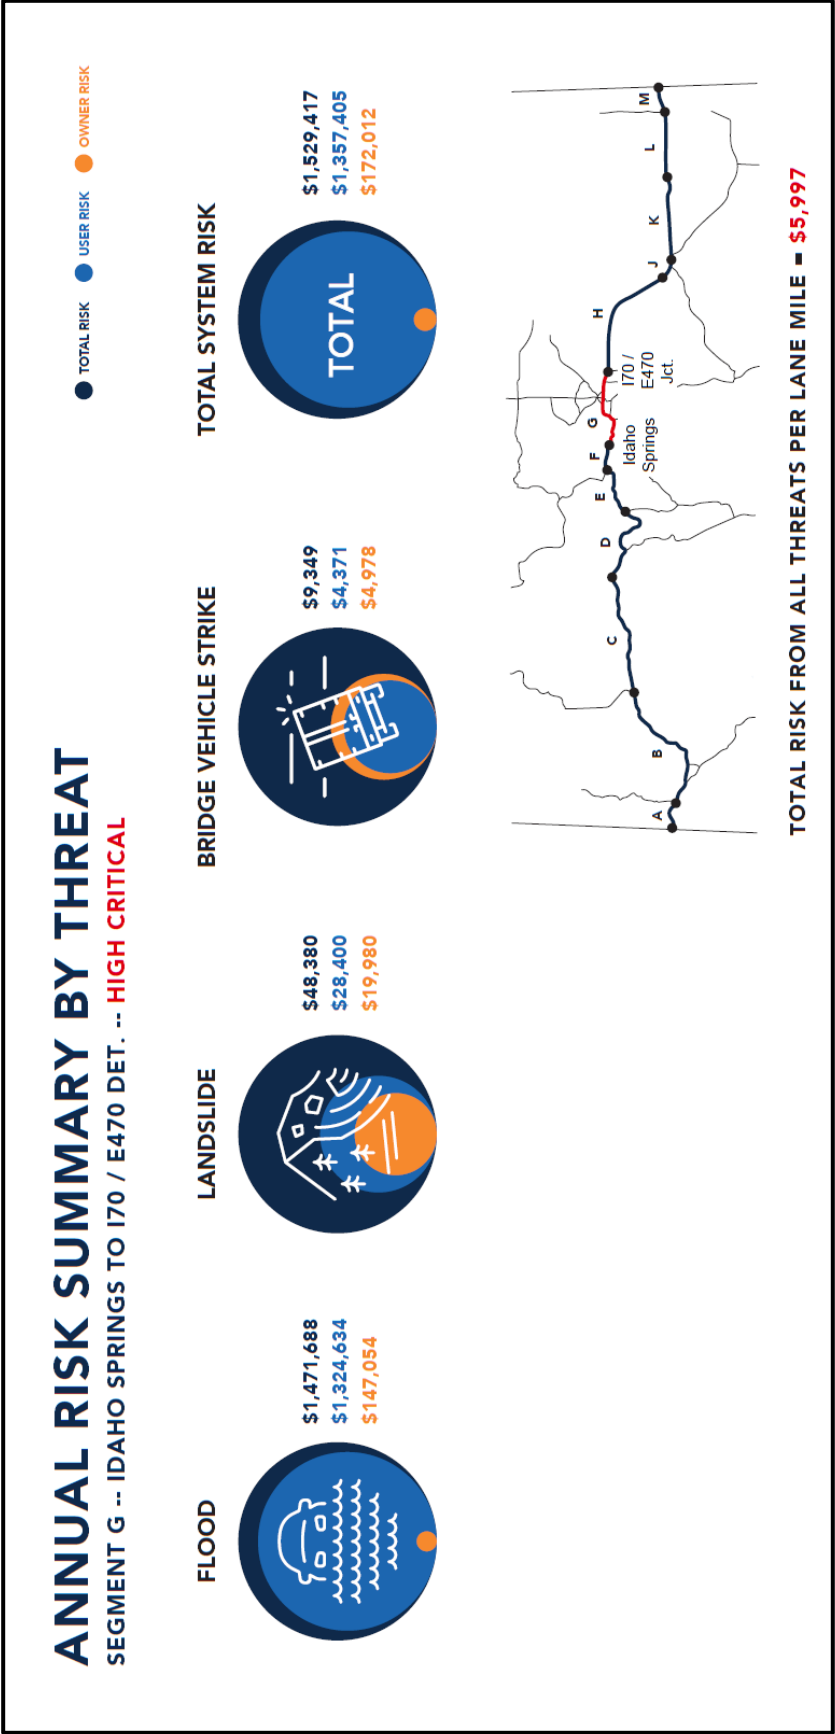 ANNUAL RISK SUMMARY BY THREAT
SEGMENT G -- IDAHO SPRINGS TO I70 / E470 DET. -- HIGH CRITICAL
TOTAL RISK
USER RISK
OWNER RISK
FLOOD
$1,471,688
$1,324,634
$147,054
LANDSLIDE
$48,380
$28,400
$19,980
BRIDGE VEHICLE STRIKE
$9,349
$4,371
$4,978
TOTAL SYSTEM RISK
TOTAL
$1,529,417
$1,357,405
$172,012
A
B
C
D
E
F
G
H
J
K
L
M
Idaho
Springs
I70 /
E470
Jct.
TOTAL RISK FROM ALL THREATS PER LANE MILE = $5,997